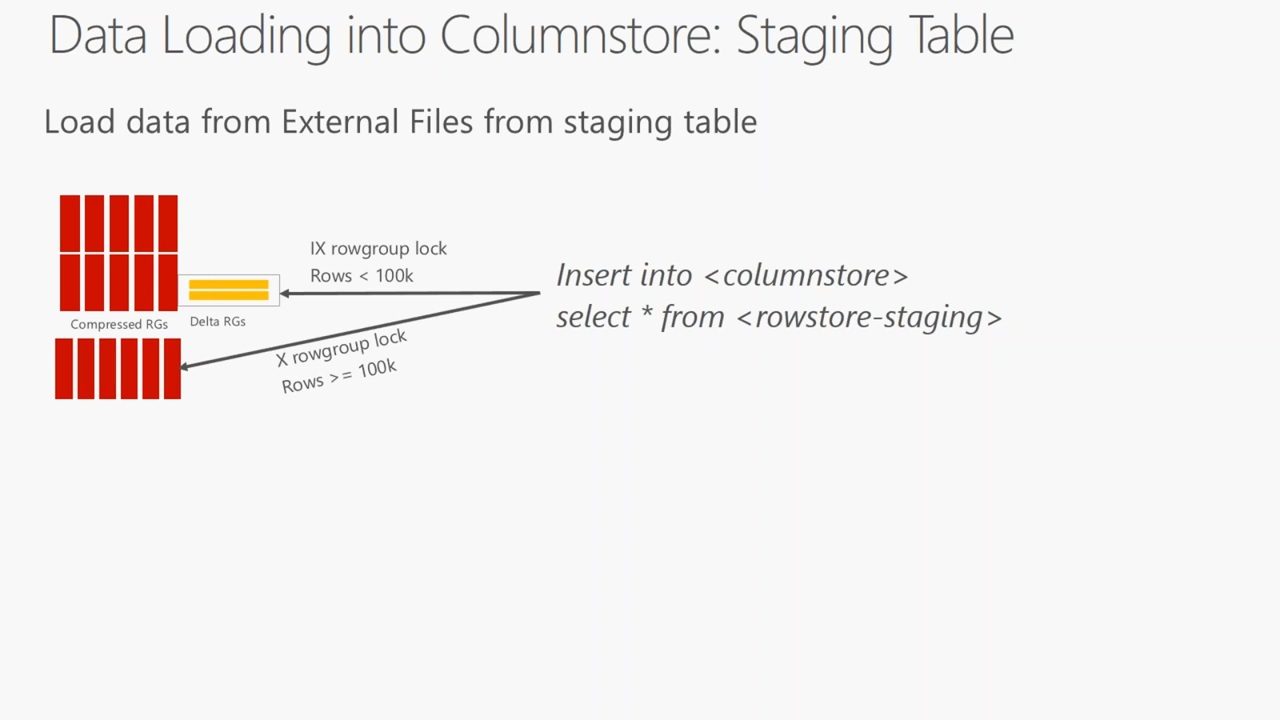 Data Loading into Columnstore: Staging Table
Load data from External Files from staging table
IX rowgroup lock
Rows < 100k
Insert into <columnstore>
select * from <rowstore-staging>
Compressed RGs
Delta RGs
X rowgroup lock
Rows >= 100k